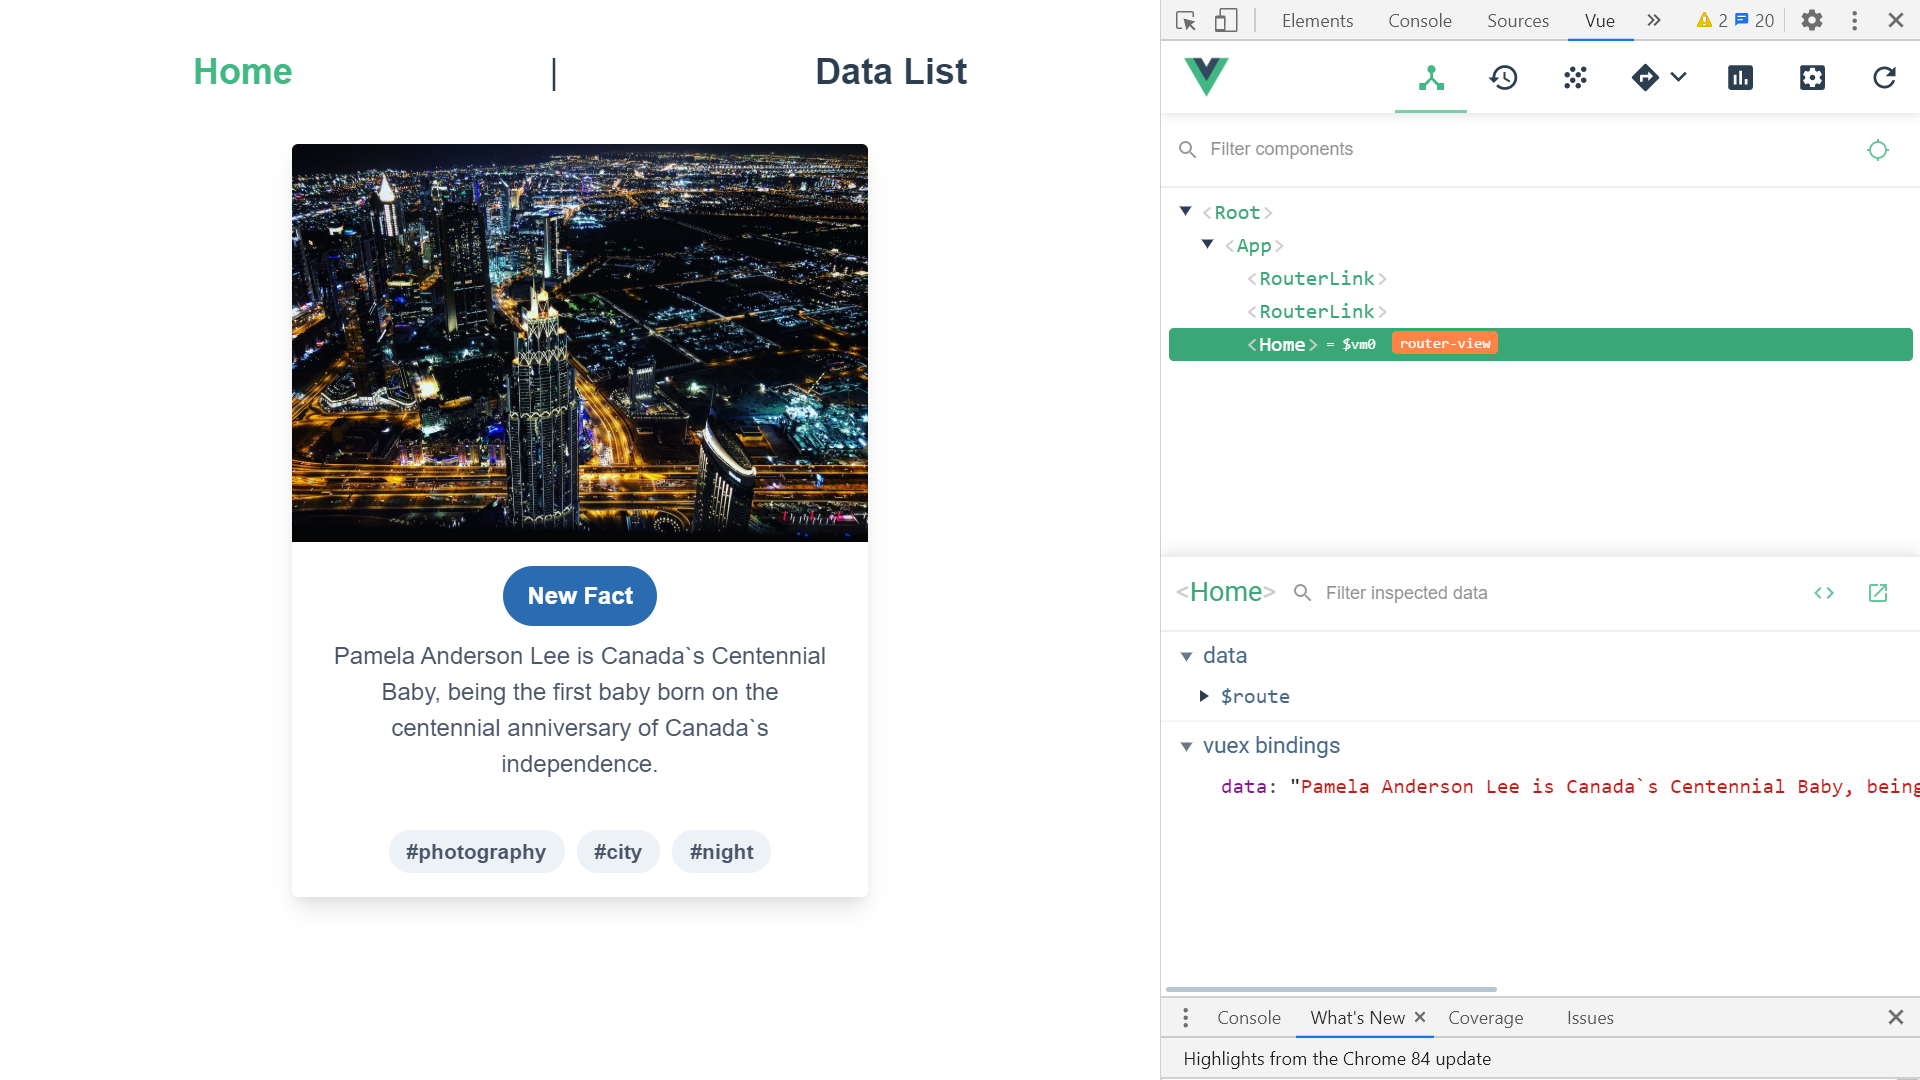 Home | Data List
New Fact
Pamela Anderson Lee is Canada`s Centennial
Baby, being the first baby born on the
centennial anniversary of Canada`s
independence.
#photography #city #night
Elements Console Sources Vue 2 20
Filter components
<Root>
<App>
<RouterLink>
<RouterLink>
<Home> = $vm0 router-view
<Home> Filter inspected data
data
$route
vuex bindings
data: "Pamela Anderson Lee is Canada`s Centennial Baby, being
Console What's New Coverage Issues
Highlights from the Chrome 84 update